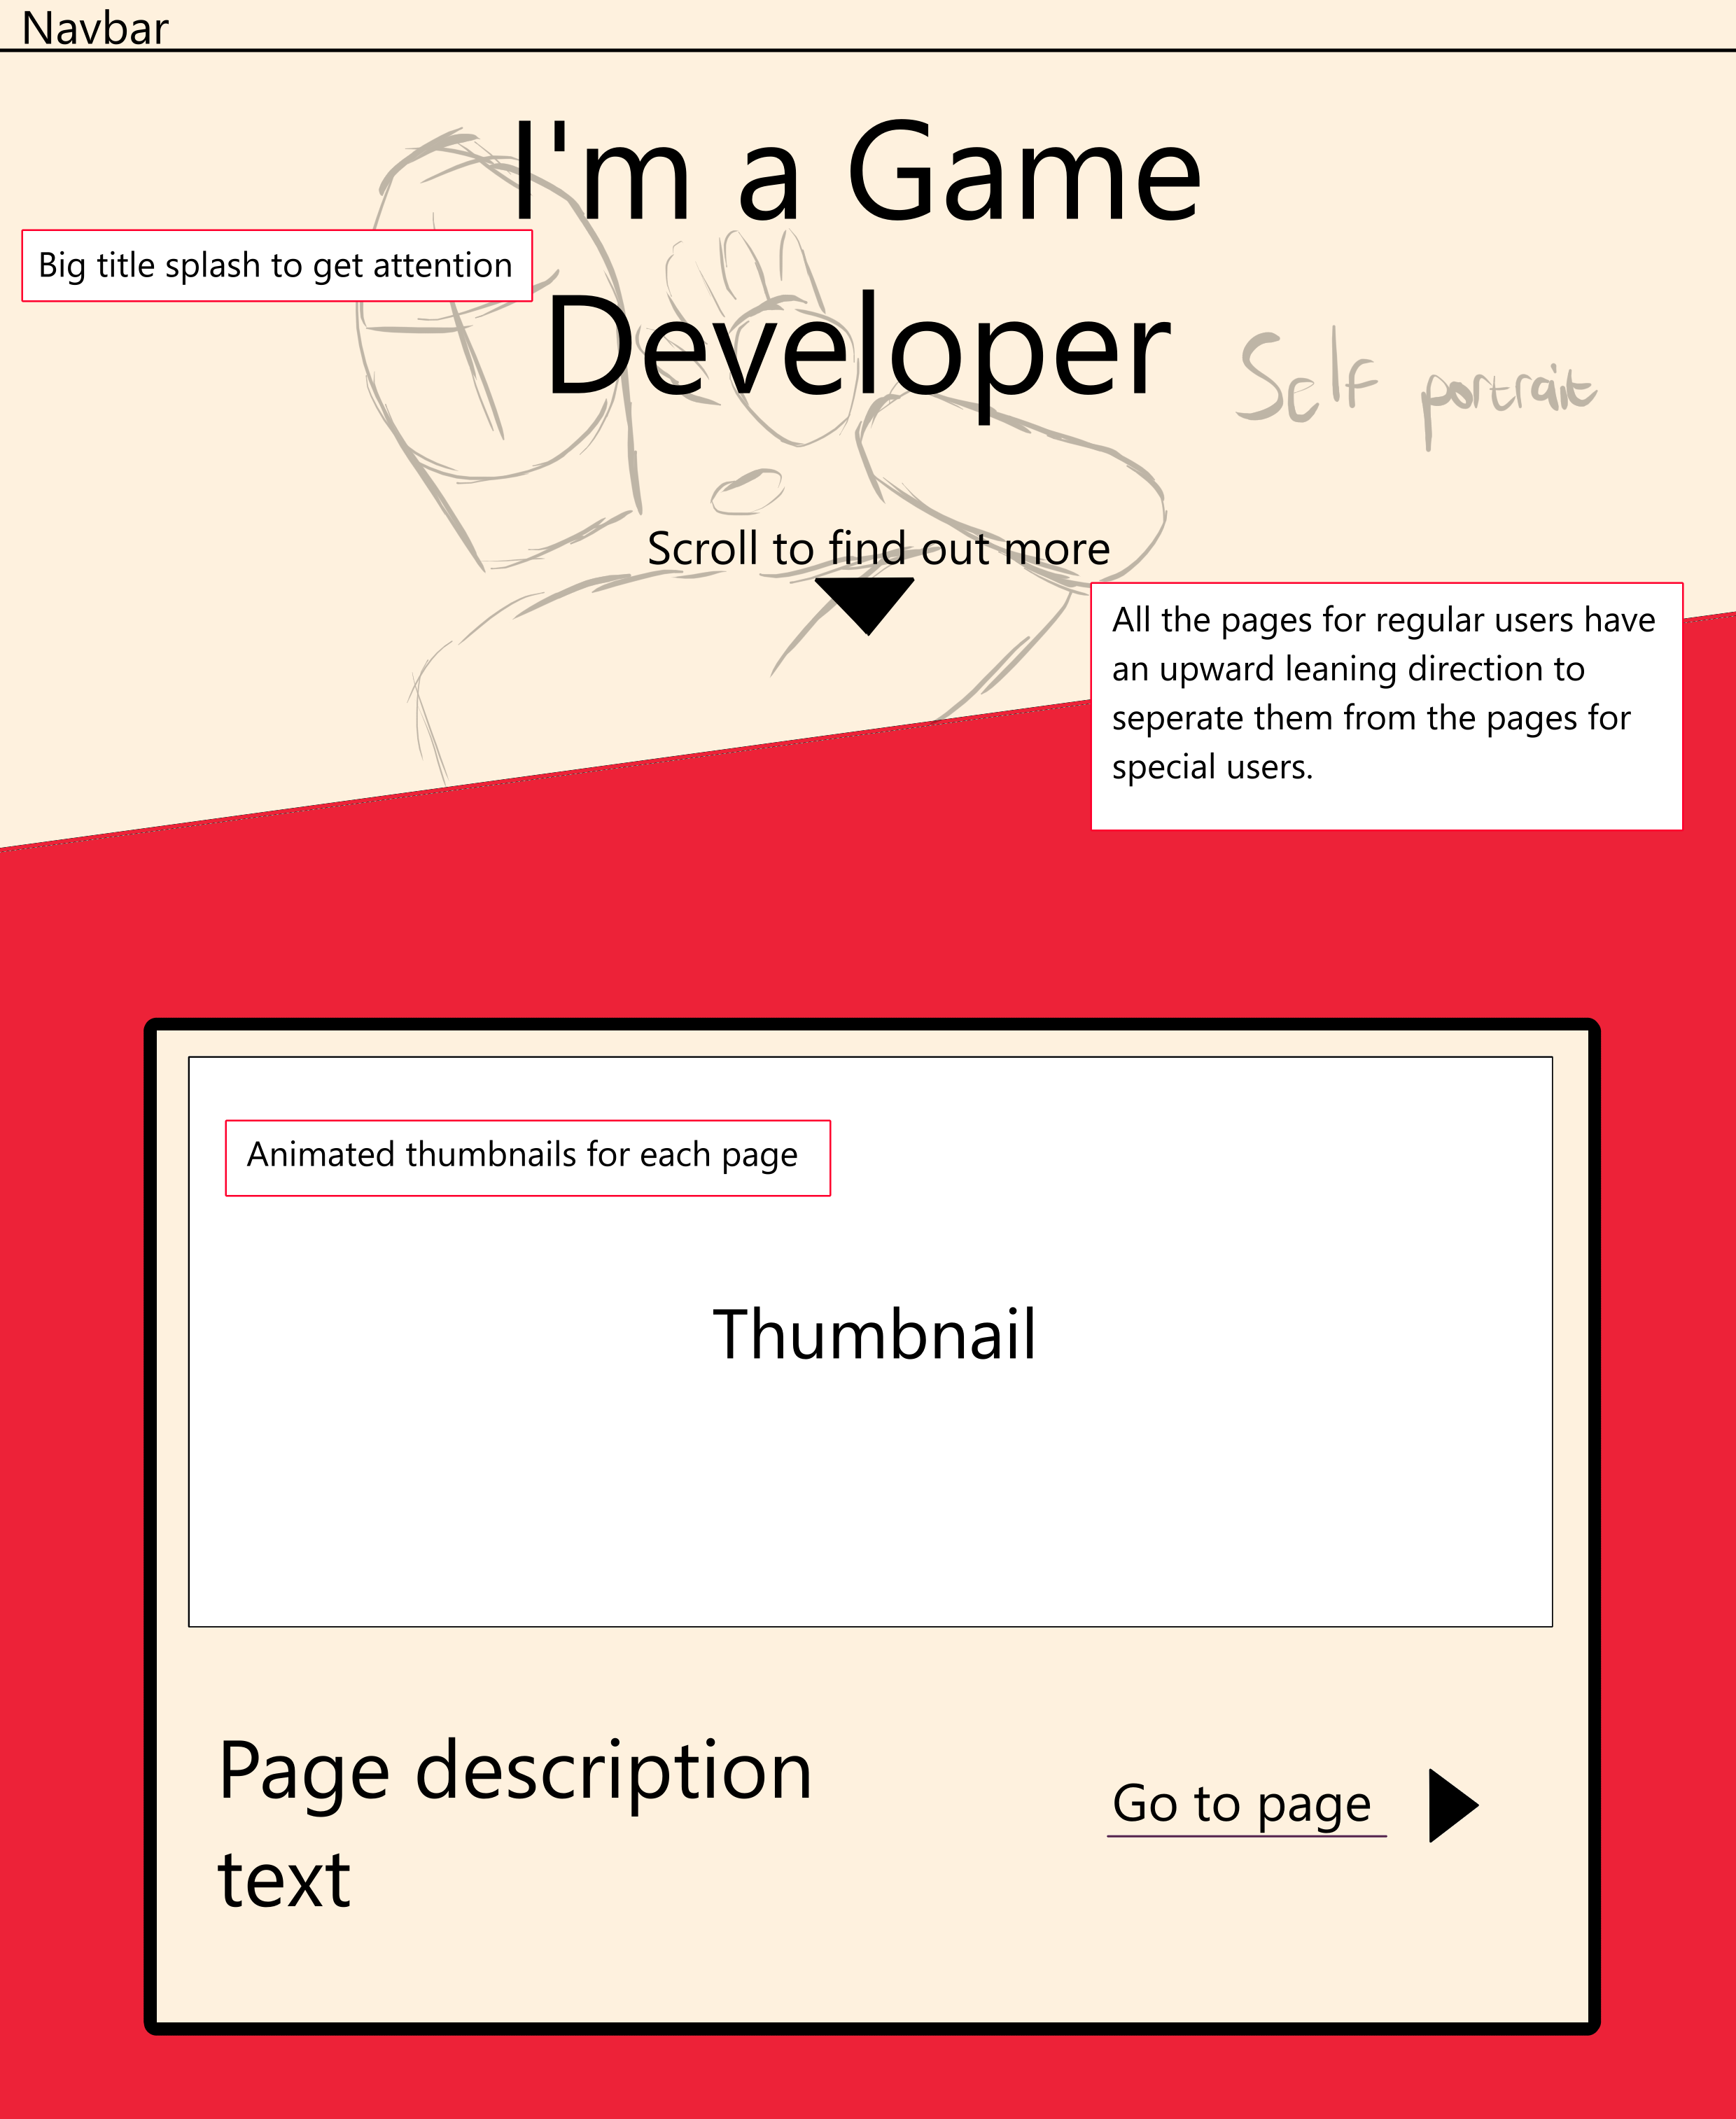 Navbar
I'm a Game
Big title splash to get attention
Developer
Self portrait
Scroll to find out more
All the pages for regular users have
an upward leaning direction to
seperate them from the pages for
special users.
Animated thumbnails for each page
Thumbnail
Page description
text
Go to page